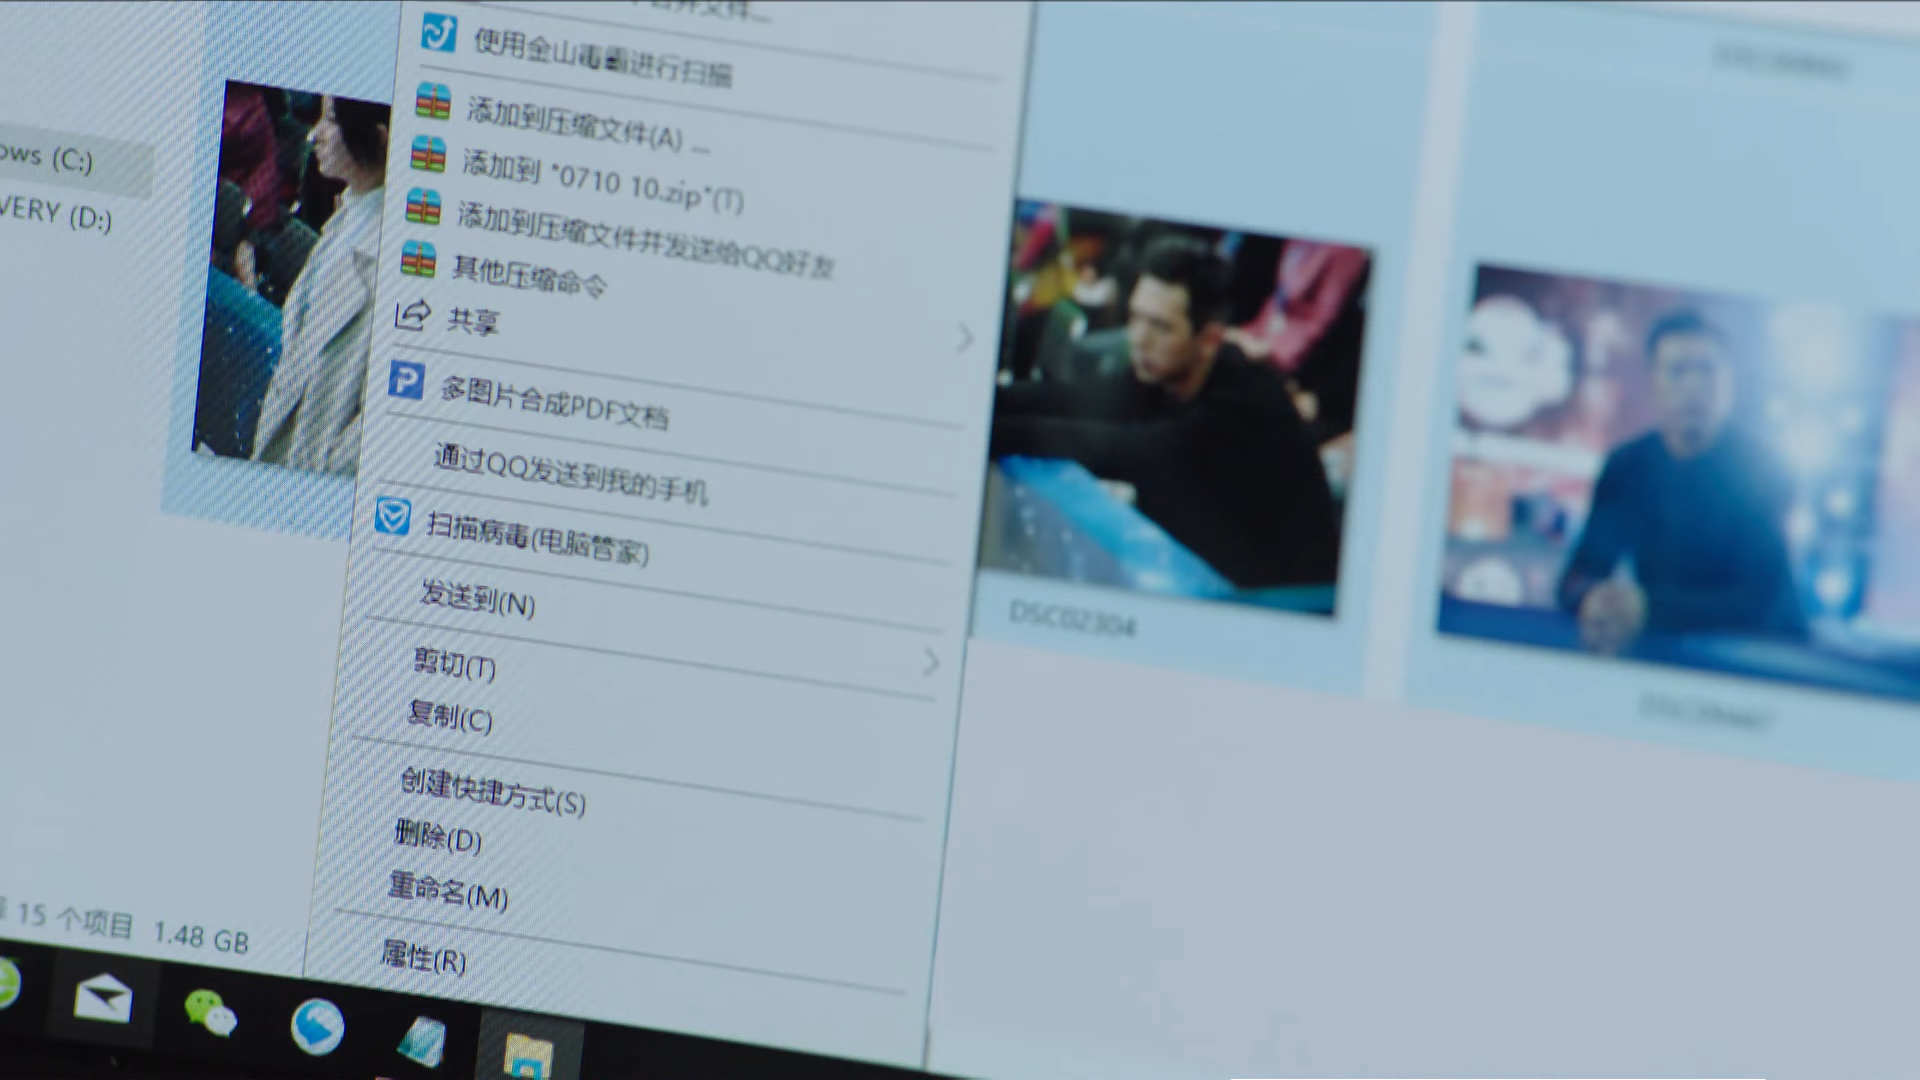 使用金山毒霸进行扫描
添加到压缩文件(A) ...
添加到 "0710 10.zip"(T)
添加到压缩文件并发送给QQ好友
其他压缩命令
共享
多图片合成PDF文档
通过QQ发送到我的手机
扫描病毒(电脑管家)
发送到(N)
剪切(T)
复制(C)
创建快捷方式(S)
删除(D)
重命名(M)
属性(R)
ows (C:)
VERY (D:)
15 个项目 1.48 GB
DSC02304